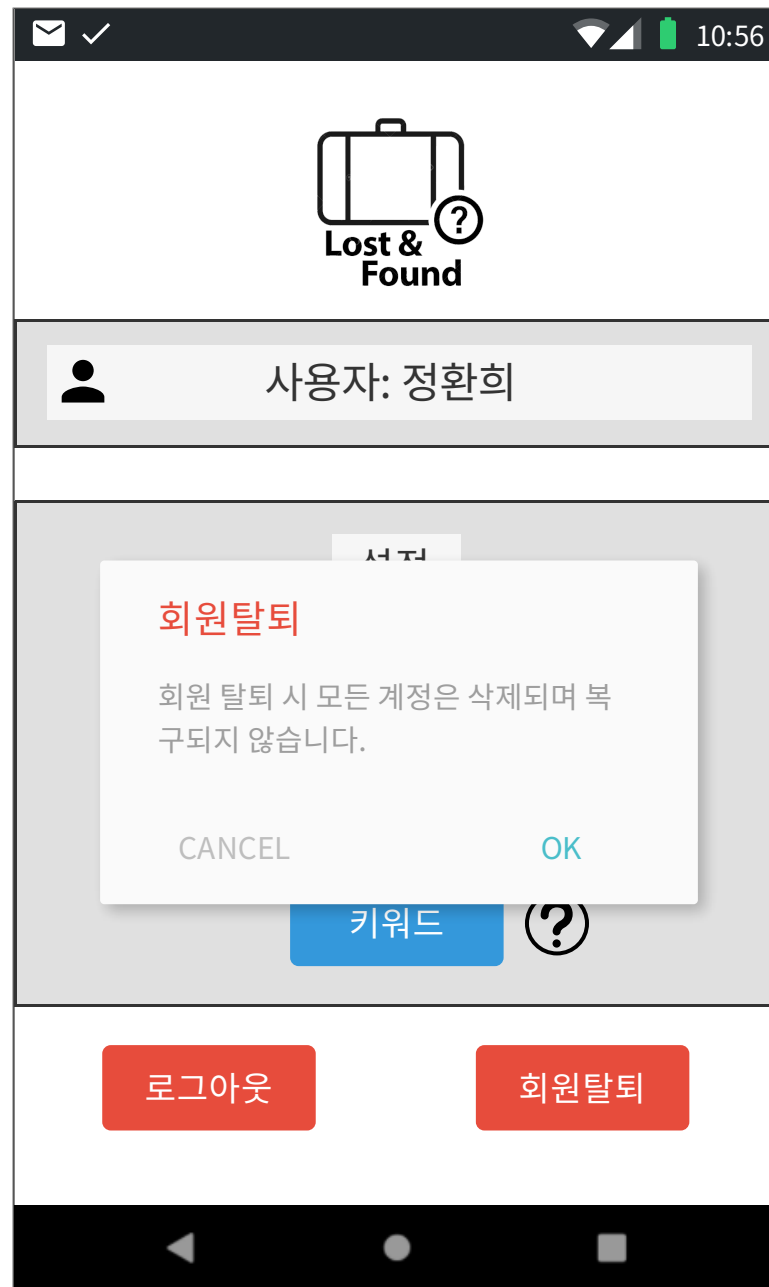 10:56
Lost &
Found
사용자: 정환희
회원탈퇴
회원 탈퇴 시 모든 계정은 삭제되며 복
구되지 않습니다.
CANCEL OK
키워드
로그아웃 회원탈퇴